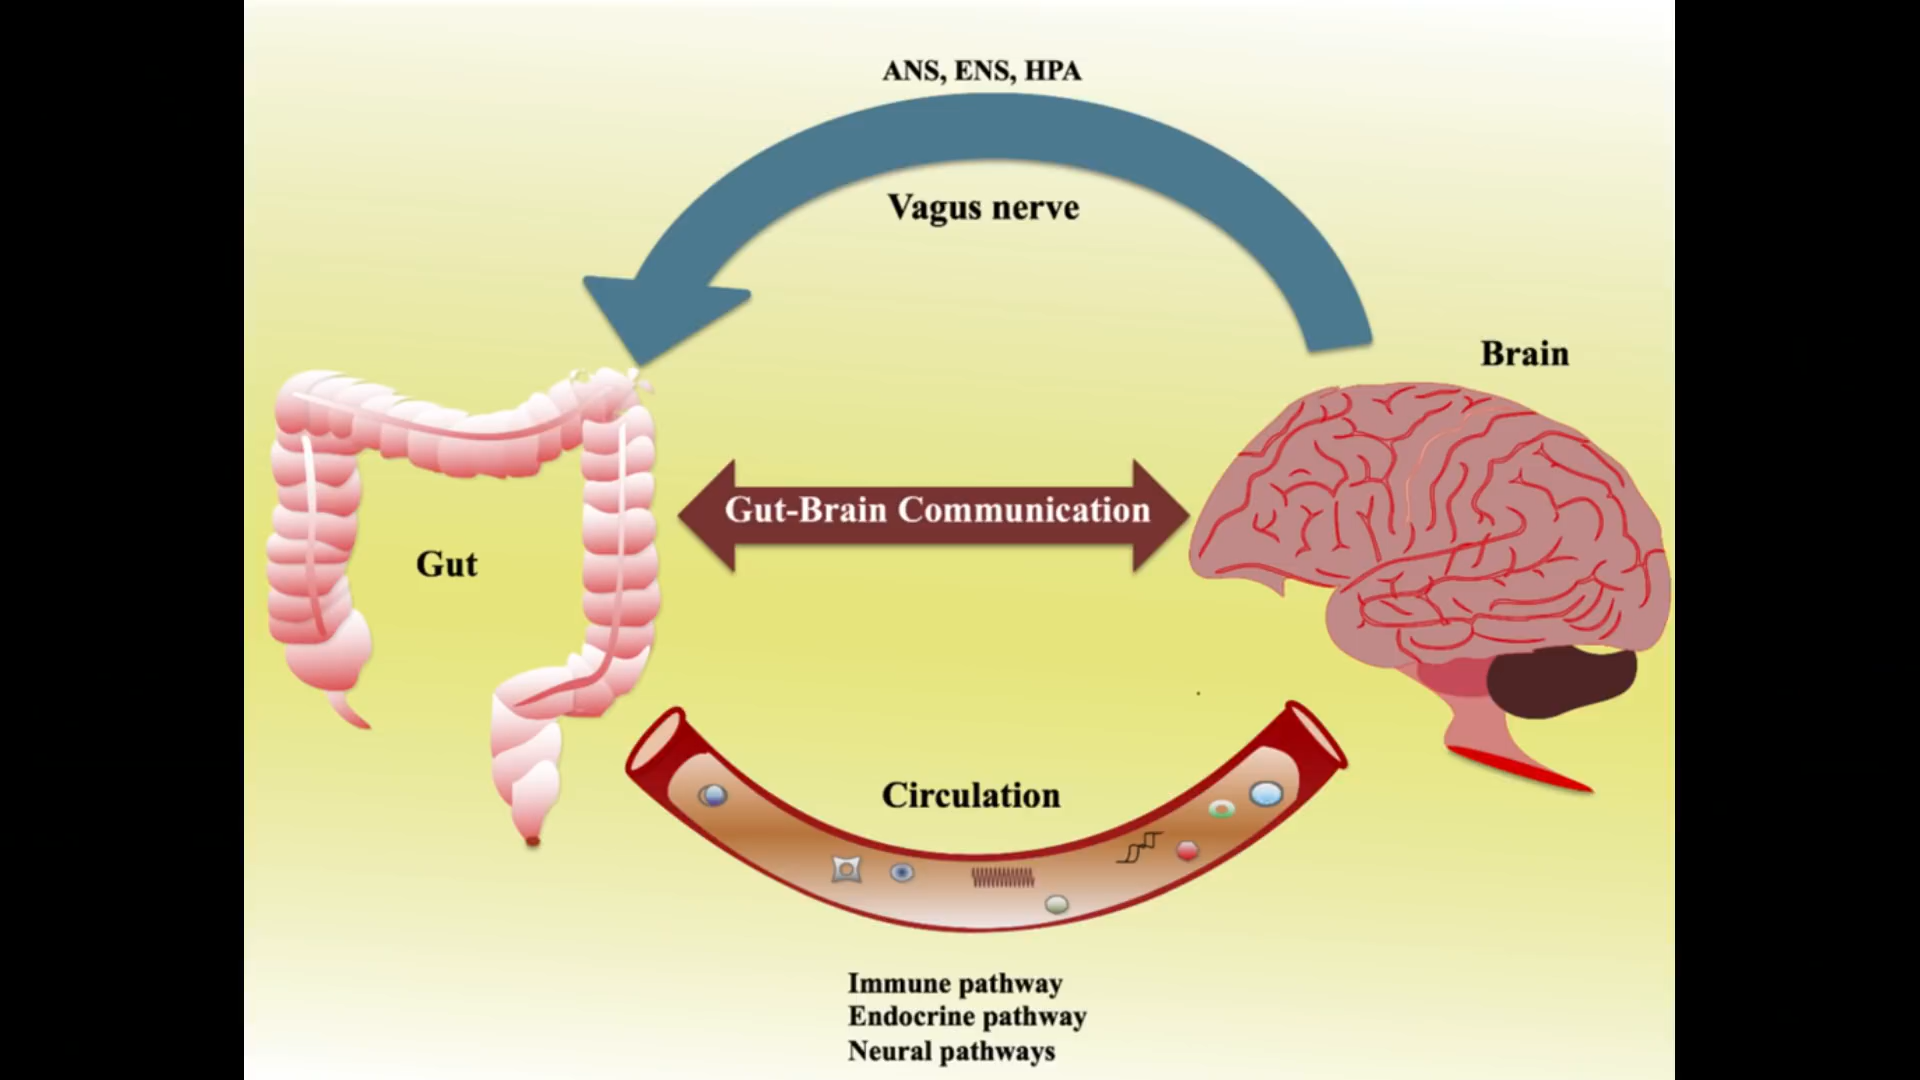 ANS, ENS, HPA
Vagus nerve
Brain
Gut-Brain Communication
Gut
Circulation
Immune pathway
Endocrine pathway
Neural pathways